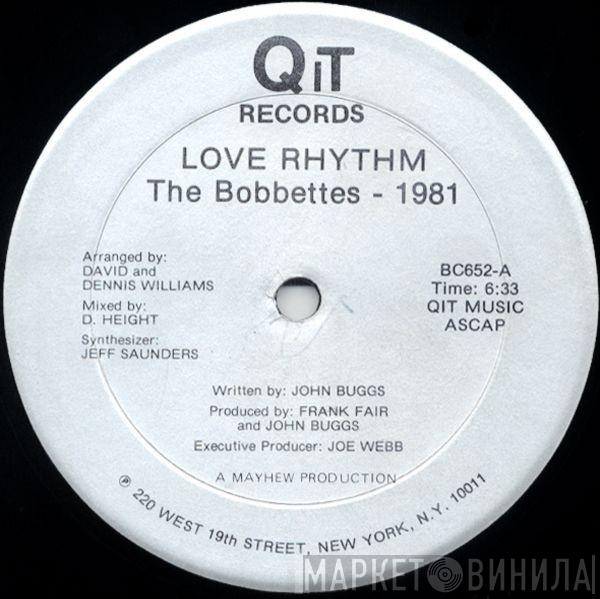 QiT
RECORDS
LOVE RHYTHM
The Bobbettes - 1981
Arranged by:
DAVID and
DENNIS WILLIAMS
Mixed by:
D. HEIGHT
Synthesizer:
JEFF SAUNDERS
BC652-A
Time: 6:33
QIT MUSIC
ASCAP
Written by: JOHN BUGGS
Produced by: FRANK FAIR
and JOHN BUGGS
Executive Producer: JOE WEBB
A MAYHEW PRODUCTION
℗ 220 WEST 19th STREET, NEW YORK, N.Y. 10011
МАРКЕТ ВИНИЛА